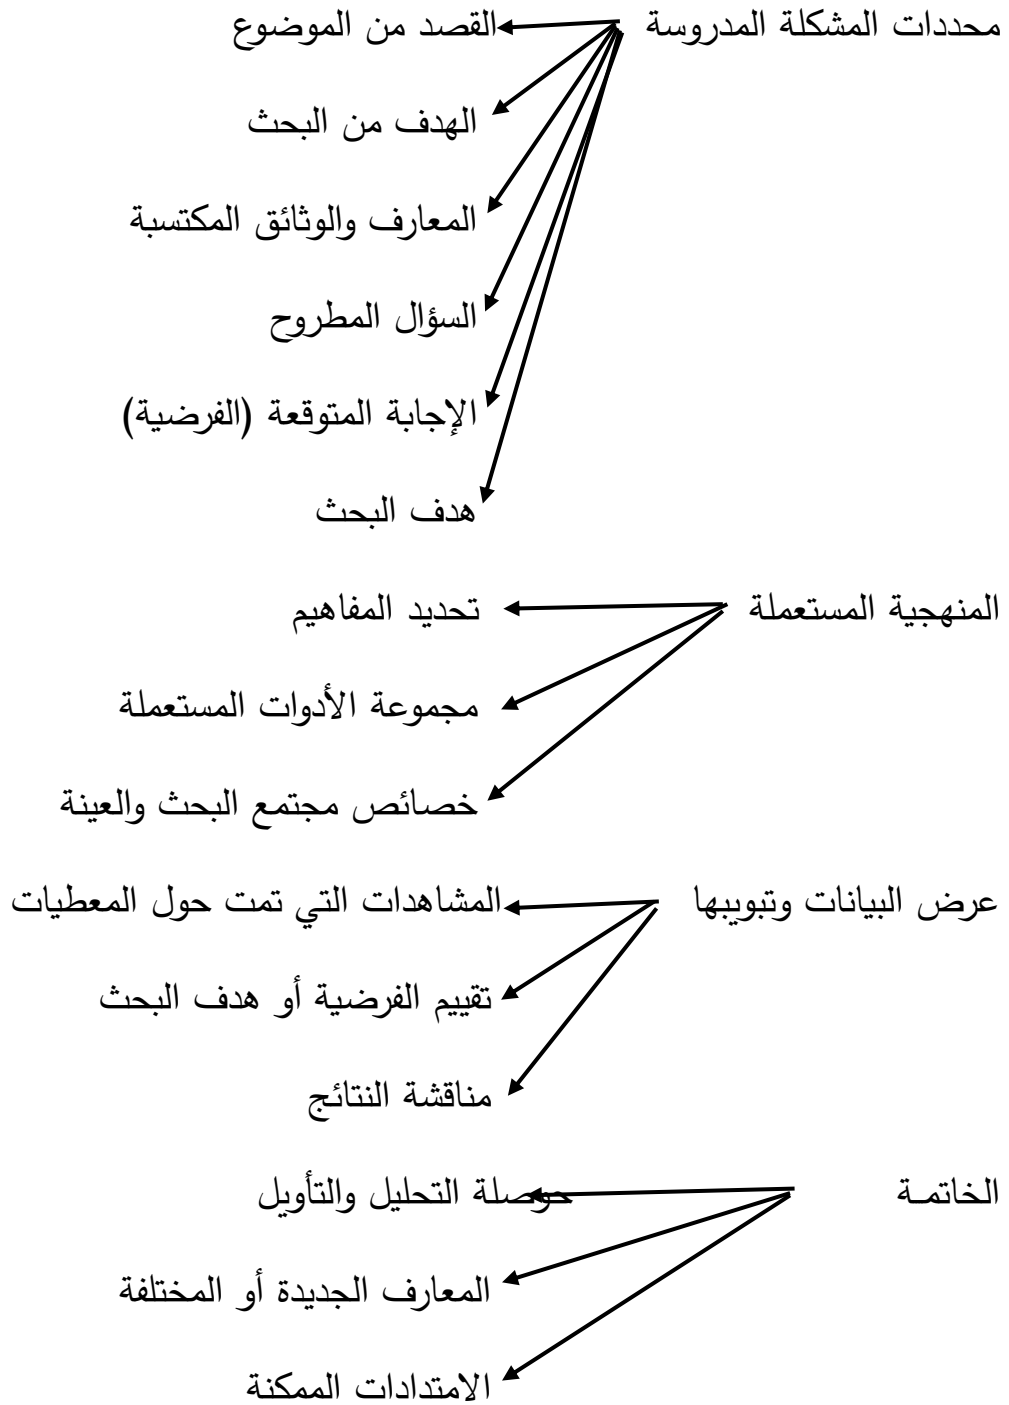 محددات المشكلة المدروسة القصد من الموضوع
الهدف من البحث
المعارف والوثائق المكتسبة
السؤال المطروح
الإجابة المتوقعة (الفرضية)
هدف البحث
المنهجية المستعملة تحديد المفاهيم
مجموعة الأدوات المستعملة
خصائص مجتمع البحث والعينة
عرض البيانات وتبويبها المشاهدات التي تمت حول المعطيات
تقييم الفرضية أو هدف البحث
مناقشة النتائج
الخاتمـة حوصلة التحليل والتأويل
المعارف الجديدة أو المختلفة
الامتدادات الممكنة